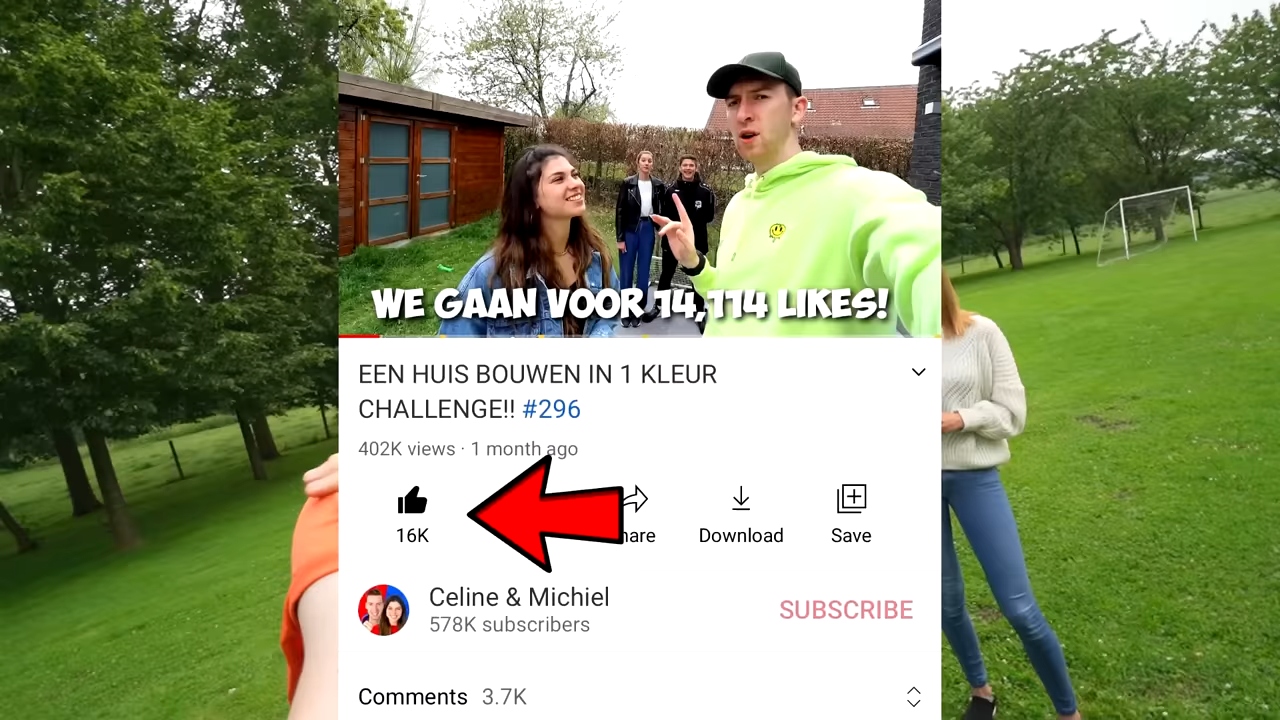 WE GAAN VOOR 14,114 LIKES!
EEN HUIS BOUWEN IN 1 KLEUR
CHALLENGE!! #296
402K views · 1 month ago
16K
hare
Download
Save
Celine & Michiel
578K subscribers
SUBSCRIBE
Comments 3.7K